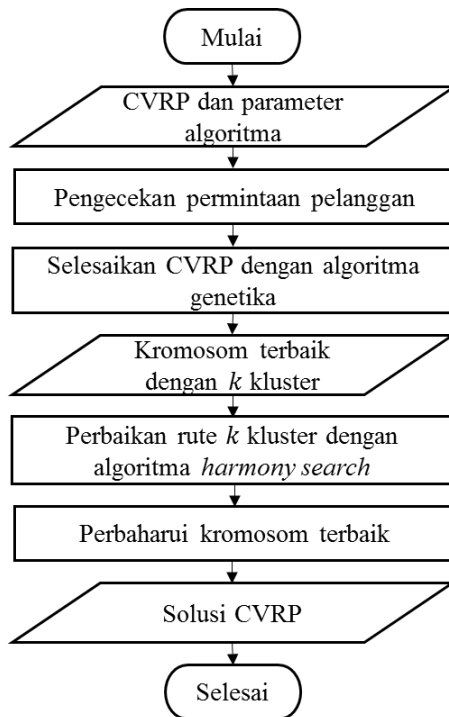 Mulai
CVRP dan parameter
algoritma
Pengecekan permintaan pelanggan
Selesaikan CVRP dengan algoritma
genetika
Kromosom terbaik
dengan k kluster
Perbaikan rute k kluster dengan
algoritma harmony search
Perbaharui kromosom terbaik
Solusi CVRP
Selesai